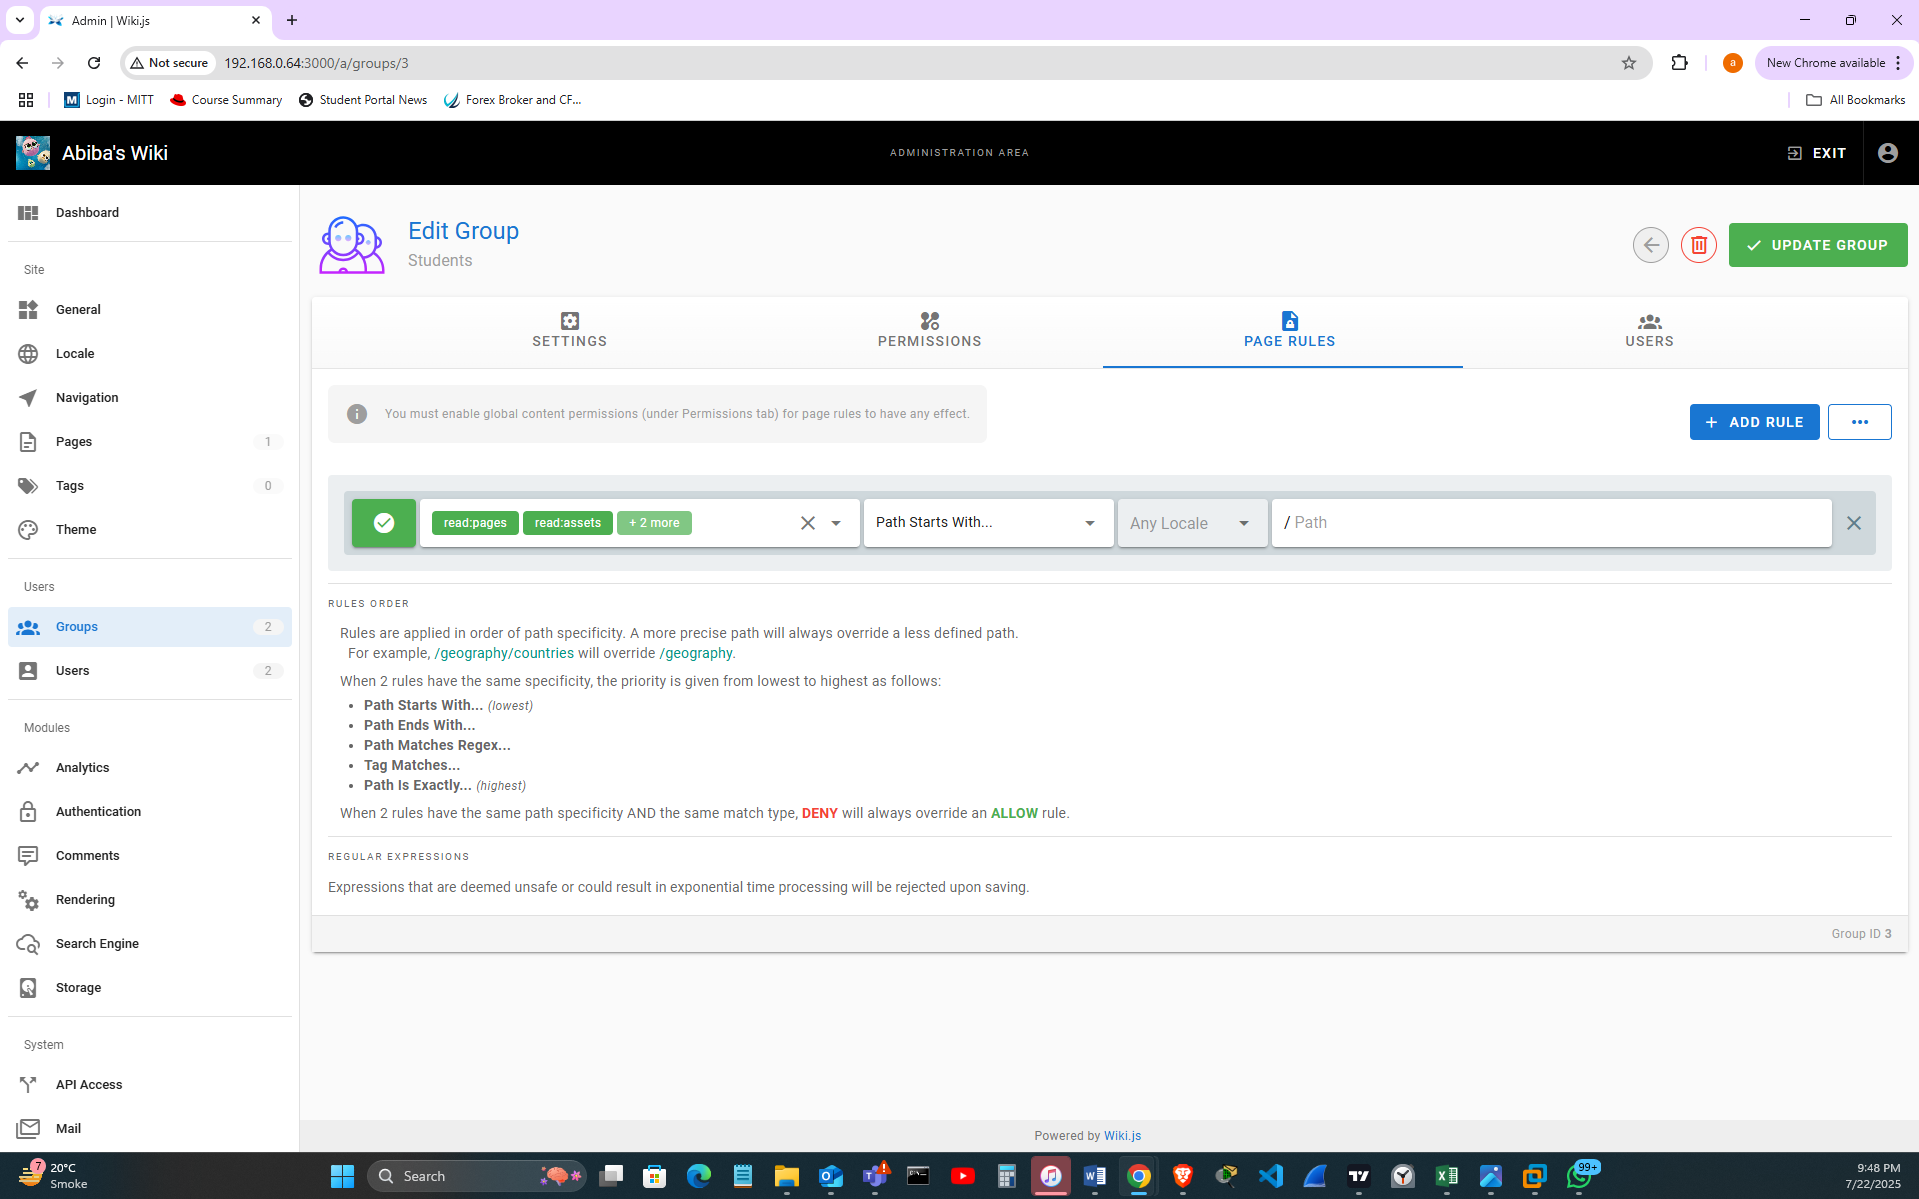 Admin | Wiki.js
Not secure 192.168.0.64:3000/a/groups/3
a
New Chrome available
Login - MITT
Course Summary
Student Portal News
Forex Broker and CF...
All Bookmarks
Abiba's Wiki
ADMINISTRATION AREA
EXIT
Dashboard
Site
General
Locale
Navigation
Pages 1
Tags 0
Theme
Users
Groups 2
Users 2
Modules
Analytics
Authentication
Comments
Rendering
Search Engine
Storage
System
API Access
Mail
Edit Group
Students
UPDATE GROUP
SETTINGS
PERMISSIONS
PAGE RULES
USERS
You must enable global content permissions (under Permissions tab) for page rules to have any effect.
+ ADD RULE
...
read:pages read:assets + 2 more
Path Starts With...
Any Locale
/ Path
RULES ORDER
Rules are applied in order of path specificity. A more precise path will always override a less defined path.
For example, /geography/countries will override /geography.
When 2 rules have the same specificity, the priority is given from lowest to highest as follows:
• Path Starts With... (lowest)
• Path Ends With...
• Path Matches Regex...
• Tag Matches...
• Path Is Exactly... (highest)
When 2 rules have the same path specificity AND the same match type, DENY will always override an ALLOW rule.
REGULAR EXPRESSIONS
Expressions that are deemed unsafe or could result in exponential time processing will be rejected upon saving.
Group ID 3
Powered by Wiki.js
7
20°C
Smoke
Search
99+
9:48 PM
7/22/2025